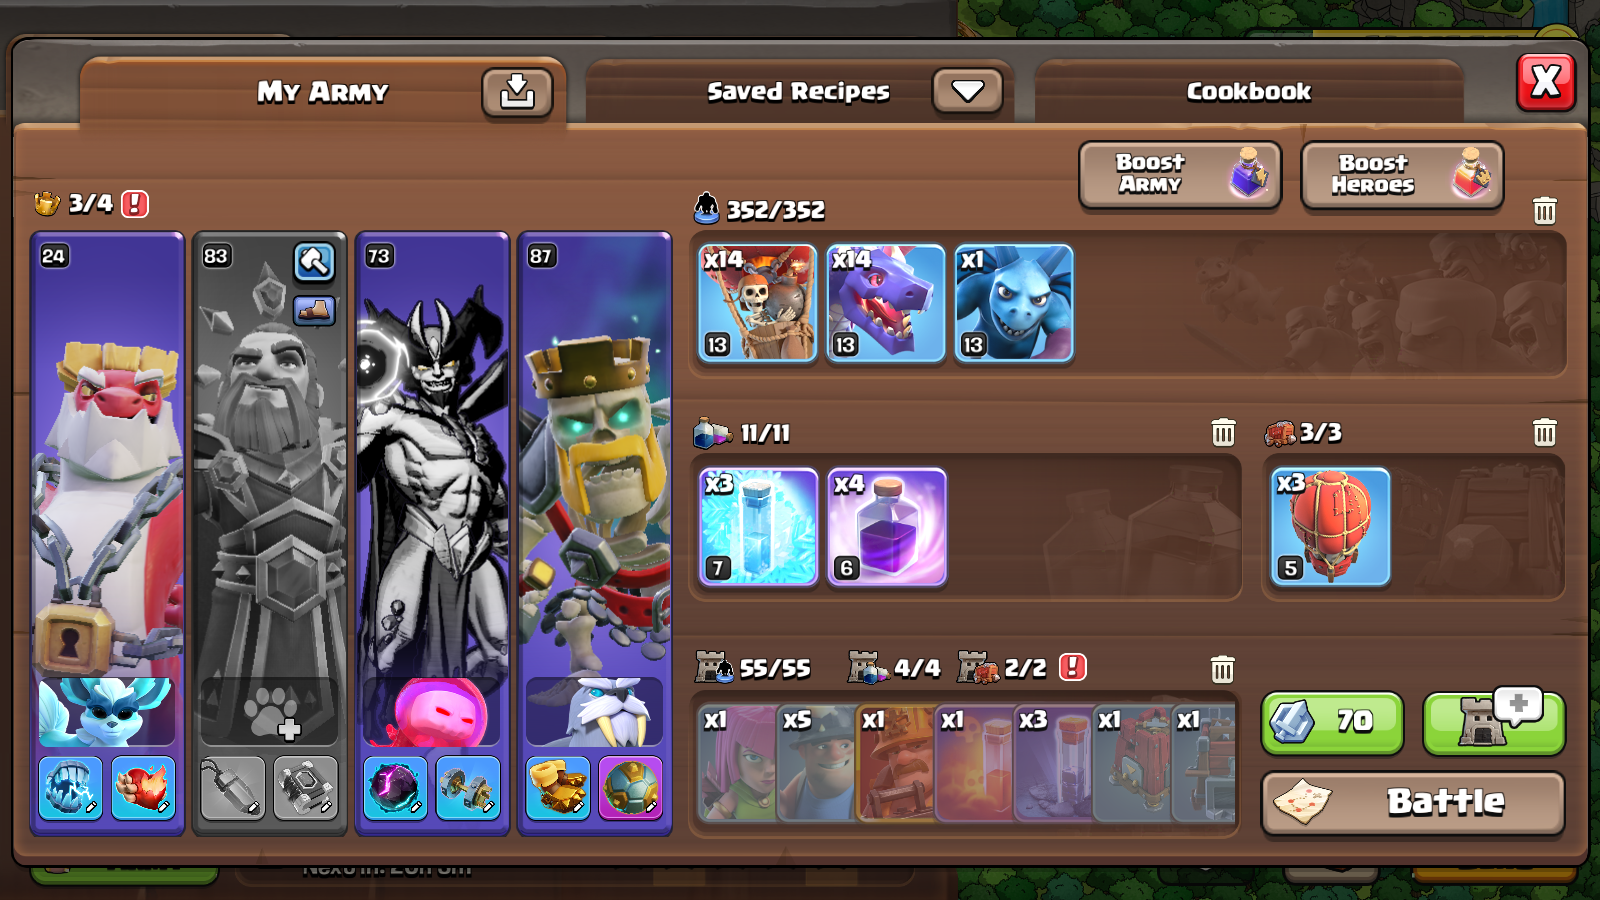 My Army
Saved Recipes
Cookbook
X
Boost
Army
Boost
Heroes
3/4 !
352/352
24
83
73
87
x14
13
x14
13
x1
13
11/11
3/3
x3
7
x4
6
x3
5
55/55
4/4
2/2 !
x1
x5
x1
x1
x3
x1
x1
70
Battle